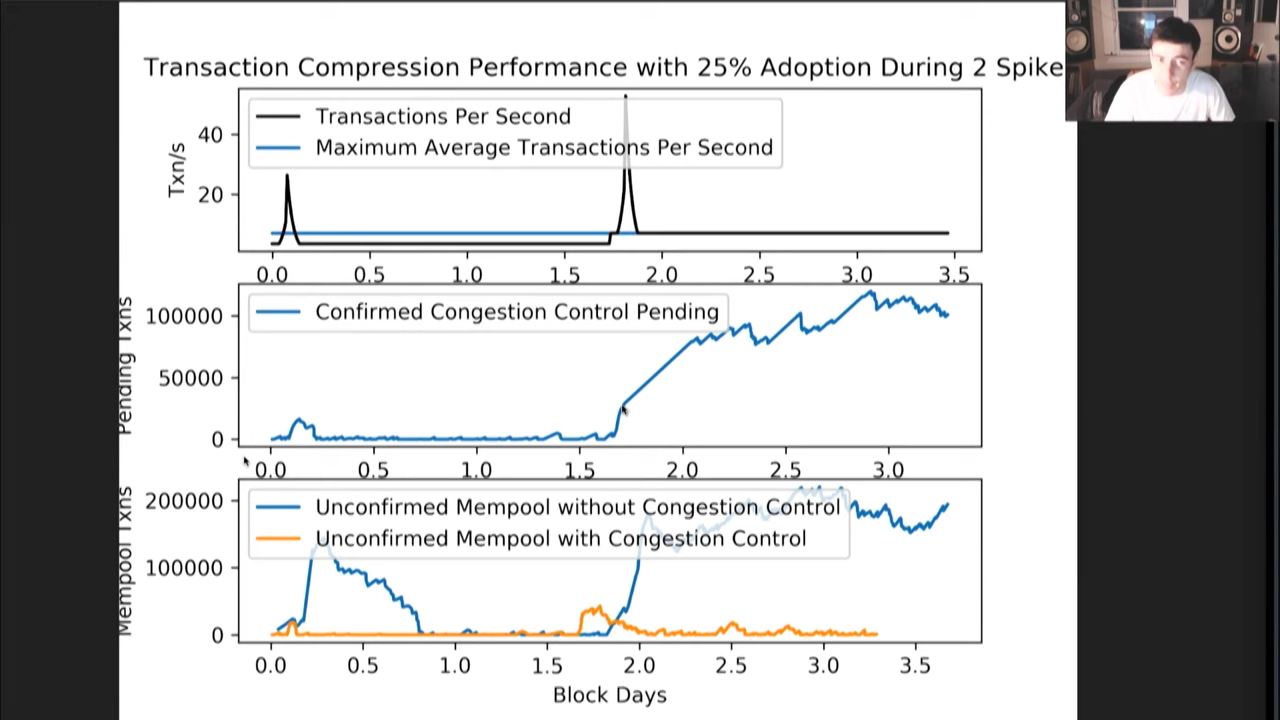 Transaction Compression Performance with 25% Adoption During 2 Spike
Transactions Per Second
Maximum Average Transactions Per Second
Txn/s
40
20
0.0 0.5 1.0 1.5 2.0 2.5 3.0 3.5
Confirmed Congestion Control Pending
Pending Txns
100000
50000
0
0.0 0.5 1.0 1.5 2.0 2.5 3.0
Unconfirmed Mempool without Congestion Control
Unconfirmed Mempool with Congestion Control
Mempool Txns
200000
100000
0
0.0 0.5 1.0 1.5 2.0 2.5 3.0 3.5
Block Days